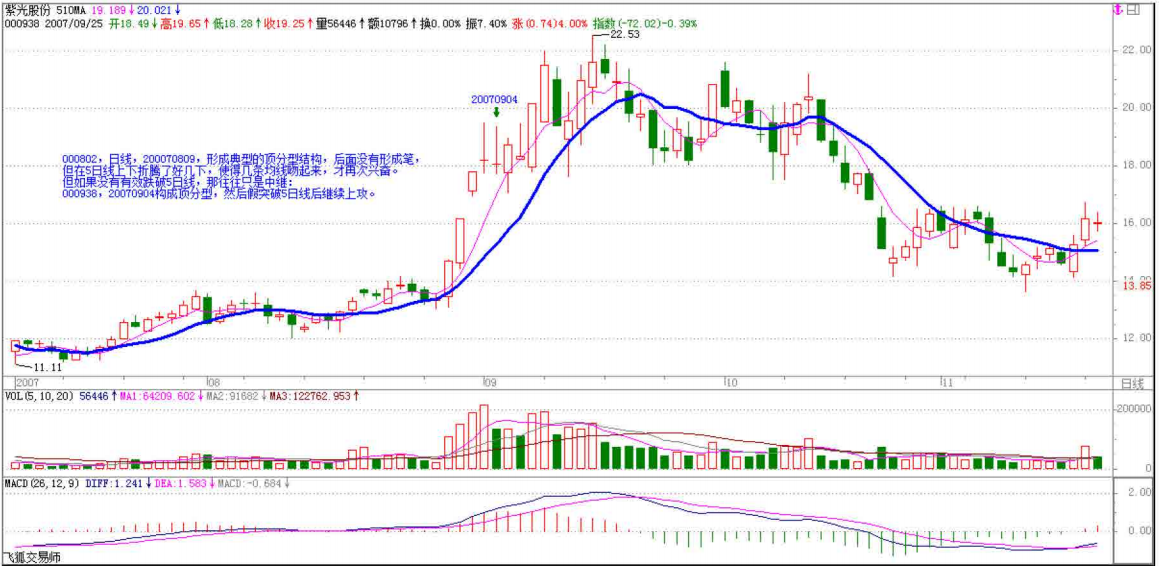 紫光股份 510MA 19.189↓ 20.021↓
000938 2007/09/25 开18.49↓高19.65↑低18.28↑收19.25↑量56446↑额10796↑换0.00% 振7.40% 涨(0.74)4.00% 指数(-72.02)-0.39%
22.53
22.00
20070904
20.00
000802，日线，200070809，形成典型的顶分型结构，后面没有形成笔，
但在5日线上下折腾了好几下，使得几条均线吻起来，才再次兴奋。
但如果没有有效跌破5日线，那往往只是中继：
000938，20070904构成顶分型，然后假突破5日线后继续上攻。
18.00
16.00
14.00
13.85
12.00
11.11
2007 08 09 10 11 日线
VOL(5,10,20) 56446↑MA1:64209.602↓MA2:91682↓MA3:122762.953↑
200000
0
MACD(26,12,9) DIFF:1.241↓DEA:1.583↓MACD:-0.684↓
2.00
0.00
飞狐交易师